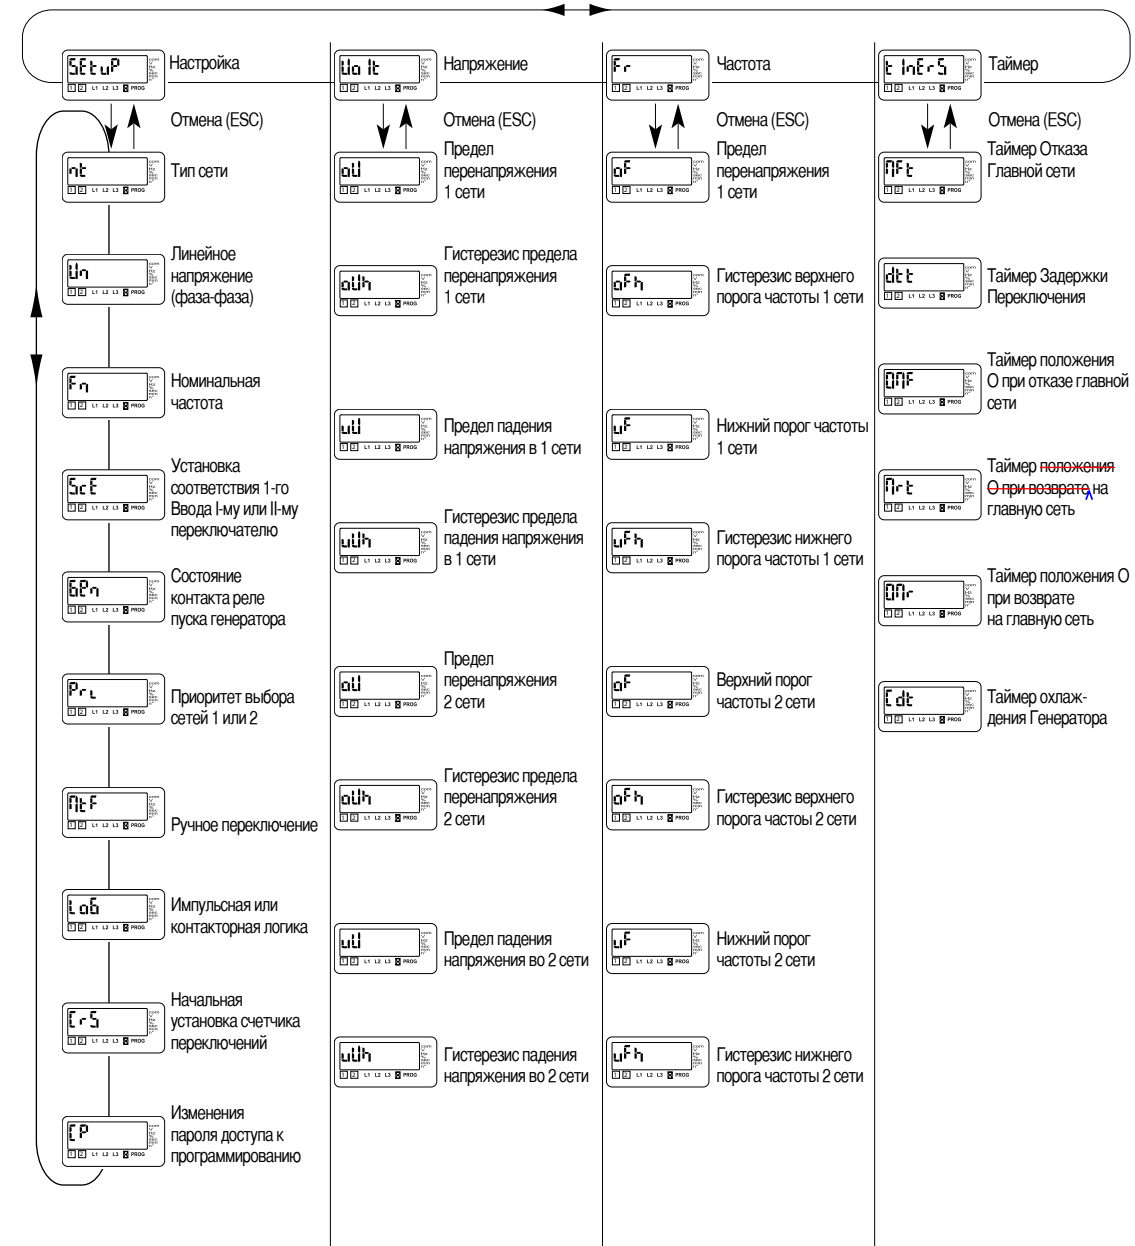 SEtuP
Настройка
Отмена (ESC)
nt
Тип сети
Un
Линейное
напряжение
(фаза-фаза)
Fn
Номинальная
частота
ScE
Установка
соответствия 1-го
Ввода I-му или II-му
переключателю
GEn
Состояние
контакта реле
пуска генератора
Pri
Приоритет выбора
сетей 1 или 2
MtF
Ручное переключение
LoG
Импульсная или
контакторная логика
CrS
Начальная
установка счетчика
переключений
CP
Изменения
пароля доступа к
программированию
Uolt
Напряжение
Отмена (ESC)
oU
Предел
перенапряжения
1 сети
oUh
Гистерезис предела
перенапряжения
1 сети
uU
Предел падения
напряжения в 1 сети
uUh
Гистерезис предела
падения напряжения
в 1 сети
oU
Предел
перенапряжения
2 сети
oUh
Гистерезис предела
перенапряжения
2 сети
uU
Предел падения
напряжения во 2 сети
uUh
Гистерезис падения
напряжения во 2 сети
Fr
Частота
Отмена (ESC)
oF
Предел
перенапряжения
1 сети
oFh
Гистерезис верхнего
порога частоты 1 сети
uF
Нижний порог частоты
1 сети
uFh
Гистерезис нижнего
порога частоты 1 сети
oF
Верхний порог
частоты 2 сети
oFh
Гистерезис верхнего
порога частоы 2 сети
uF
Нижний порог
частоты 2 сети
uFh
Гистерезис нижнего
порога частоты 2 сети
tImErS
Таймер
Отмена (ESC)
MFt
Таймер Отказа
Главной сети
dtt
Таймер Задержки
Переключения
0MF
Таймер положения
О при отказе главной
сети
Mrt
Таймер положения
О при возврате на
главную сеть
0Mr
Таймер положения О
при возврате
на главную сеть
Cdt
Таймер охлаж-
дения Генератора